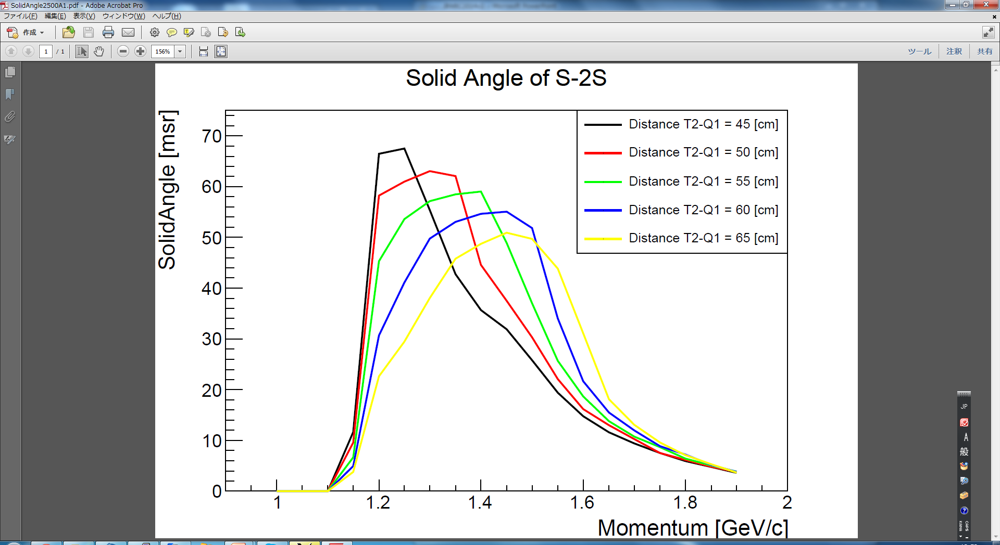 SolidAngle2500A1.pdf - Adobe Acrobat Pro
ファイル(F) 編集(E) 表示(V) ウィンドウ(W) ヘルプ(H)
作成
1 / 1 156% ツール 注釈 共有
Solid Angle of S-2S
SolidAngle [msr]
70
60
50
40
30
20
10
0
Distance T2-Q1 = 45 [cm]
Distance T2-Q1 = 50 [cm]
Distance T2-Q1 = 55 [cm]
Distance T2-Q1 = 60 [cm]
Distance T2-Q1 = 65 [cm]
1 1.2 1.4 1.6 1.8 2
Momentum [GeV/c]
JP
A
般
CAPS
KANA